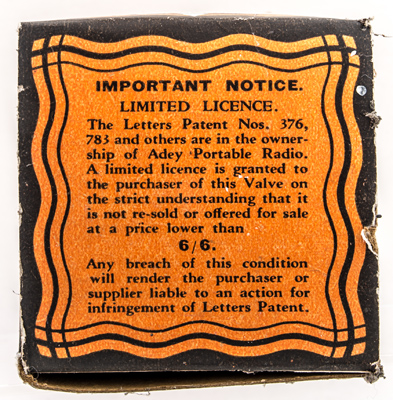 IMPORTANT NOTICE.
LIMITED LICENCE.
The Letters Patent Nos. 376,
783 and others are in the owner-
ship of Adey Portable Radio.
A limited licence is granted to
the purchaser of this Valve on
the strict understanding that it
is not re-sold or offered for sale
at a price lower than
6/6.
Any breach of this condition
will render the purchaser or
supplier liable to an action for
infringement of Letters Patent.